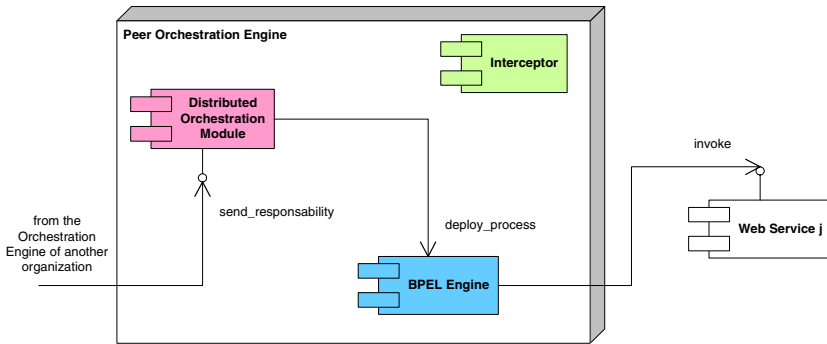 Peer Orchestration Engine
Interceptor
Distributed
Orchestration
Module
invoke
send_responsability
from the
Orchestration
Engine of another
organization
deploy_process
Web Service j
BPEL Engine